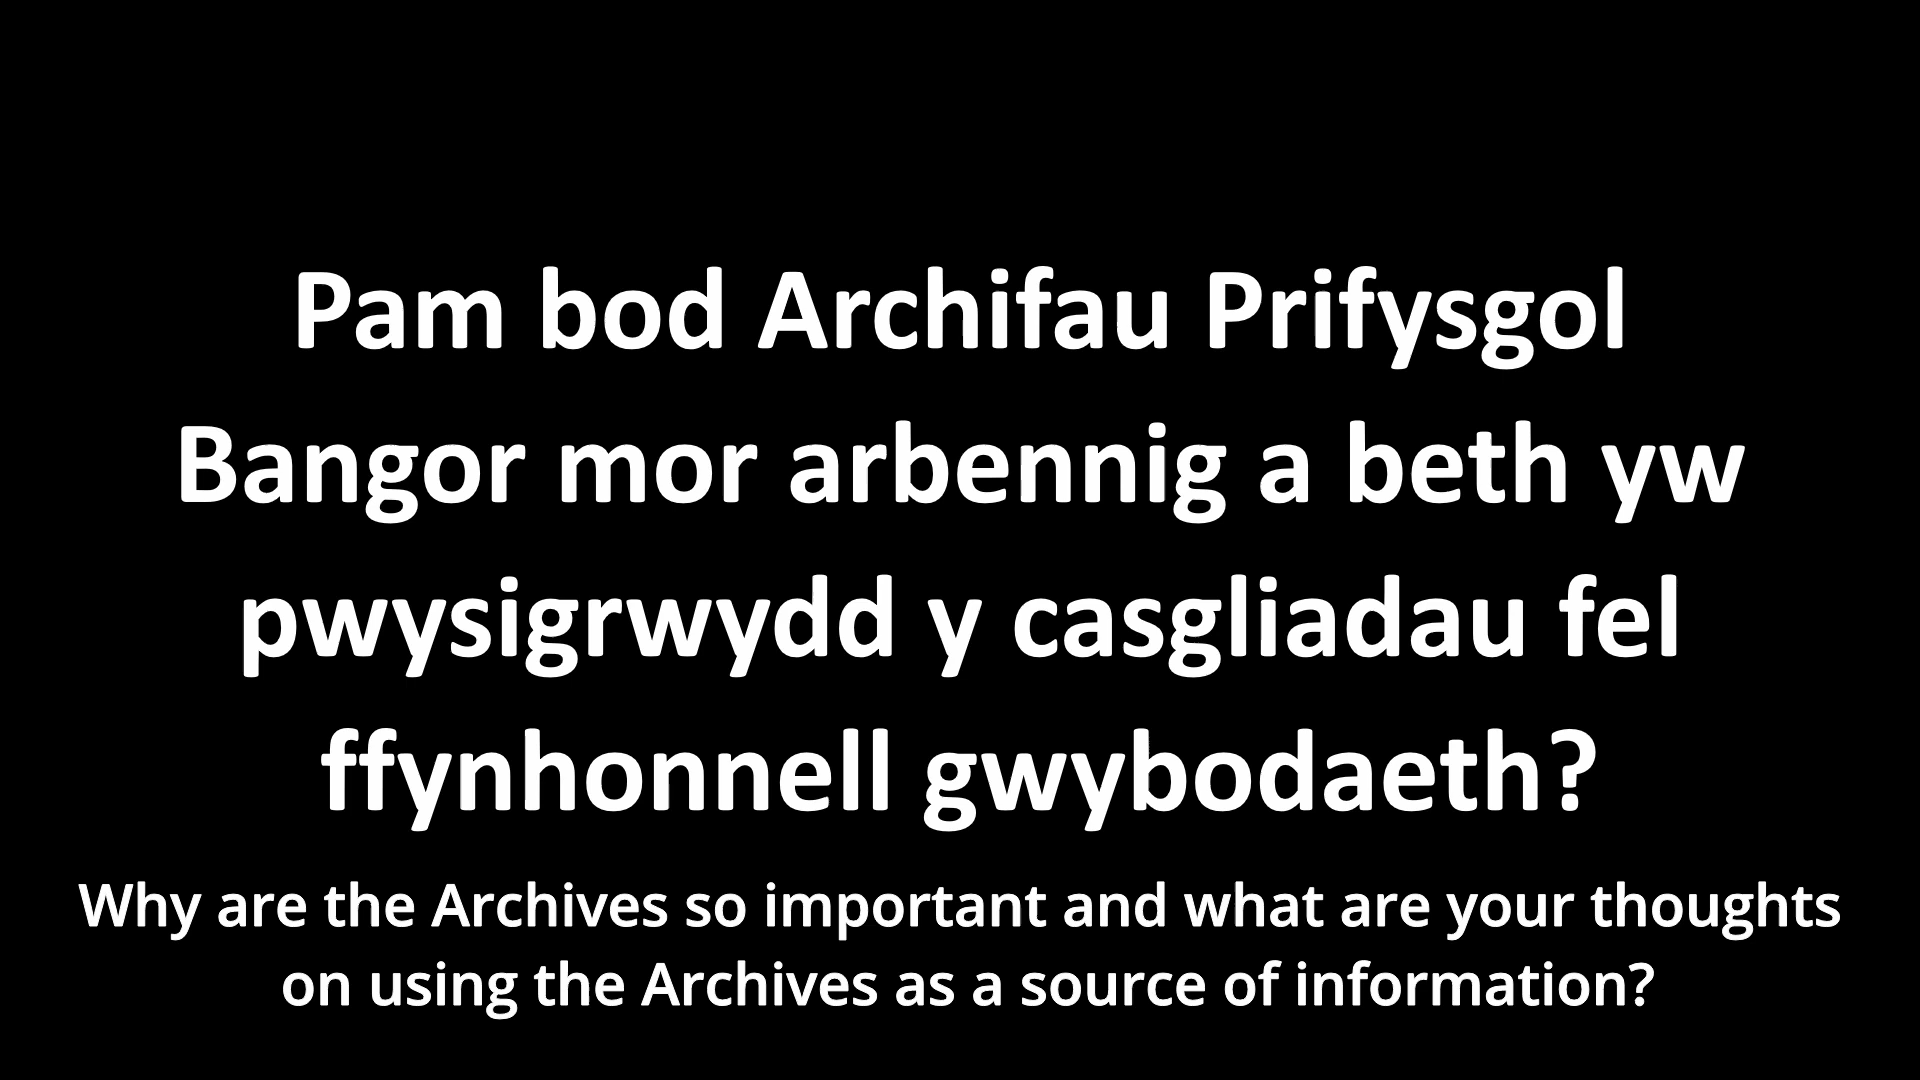 Pam bod Archifau Prifysgol
Bangor mor arbennig a beth yw
pwysigrwydd y casgliadau fel
ffynhonnell gwybodaeth?
Why are the Archives so important and what are your thoughts
on using the Archives as a source of information?